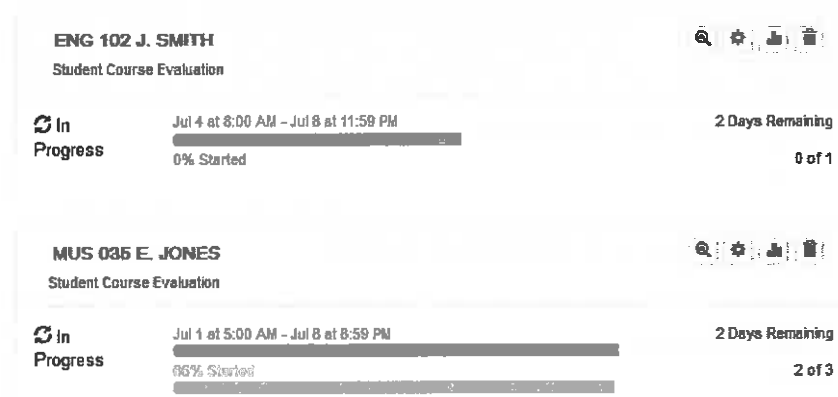 ENG 102 J. SMITH
Student Course Evaluation
In Progress
Jul 4 at 8:00 AM - Jul 8 at 11:59 PM
0% Started
2 Days Remaining
0 of 1
MUS 035 E. JONES
Student Course Evaluation
In Progress
Jul 1 at 5:00 AM - Jul 8 at 8:59 PM
66% Started
2 Days Remaining
2 of 3